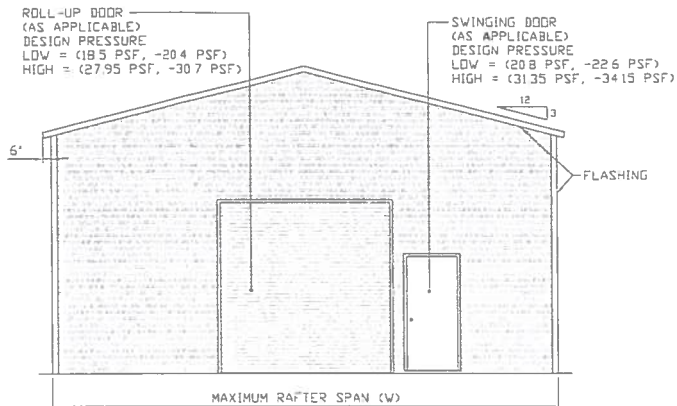 ROLL-UP DOOR
(AS APPLICABLE)
DESIGN PRESSURE
LOW = (18.5 PSF, -20.4 PSF)
HIGH = (27.95 PSF, -30.7 PSF)
SWINGING DOOR
(AS APPLICABLE)
DESIGN PRESSURE
LOW = (20.8 PSF, -22.6 PSF)
HIGH = (31.35 PSF, -34.15 PSF)
12
3
6"
FLASHING
MAXIMUM RAFTER SPAN (W)